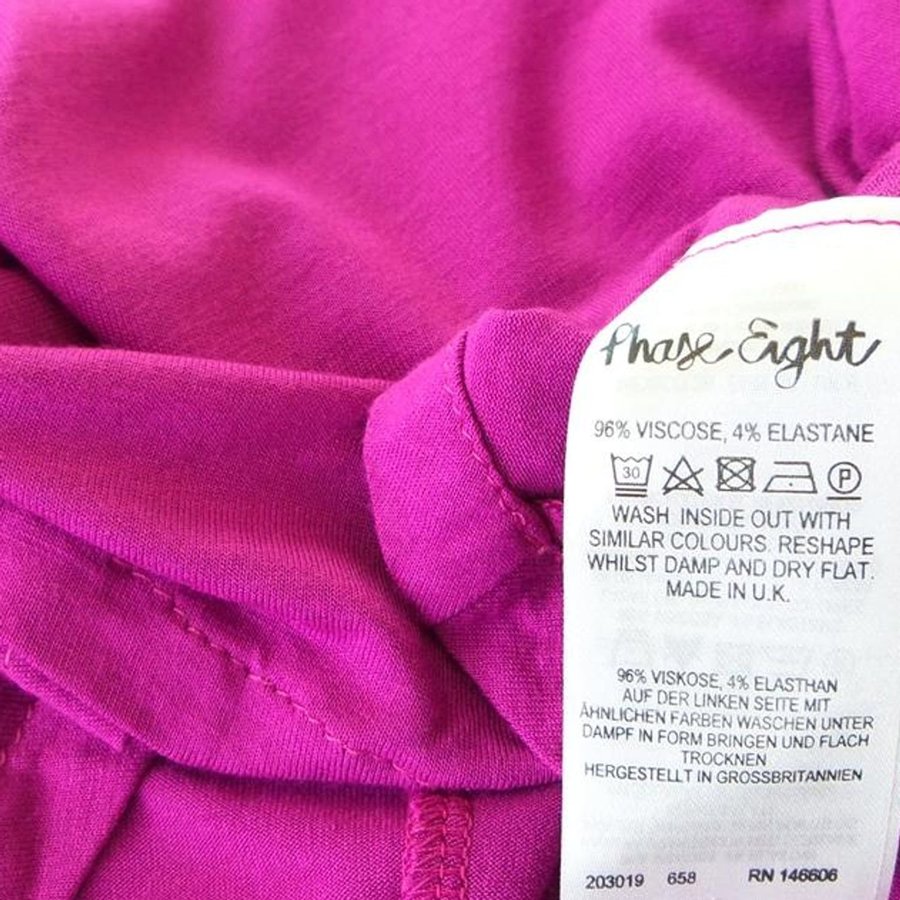 Phase Eight
96% VISCOSE, 4% ELASTANE
30 P
WASH INSIDE OUT WITH
SIMILAR COLOURS. RESHAPE
WHILST DAMP AND DRY FLAT.
MADE IN U.K.
96% VISKOSE, 4% ELASTHAN
AUF DER LINKEN SEITE MIT
ÄHNLICHEN FARBEN WASCHEN UNTER
DAMPF IN FORM BRINGEN UND FLACH
TROCKNEN
HERGESTELLT IN GROSSBRITANNIEN
203019 658 RN 146606